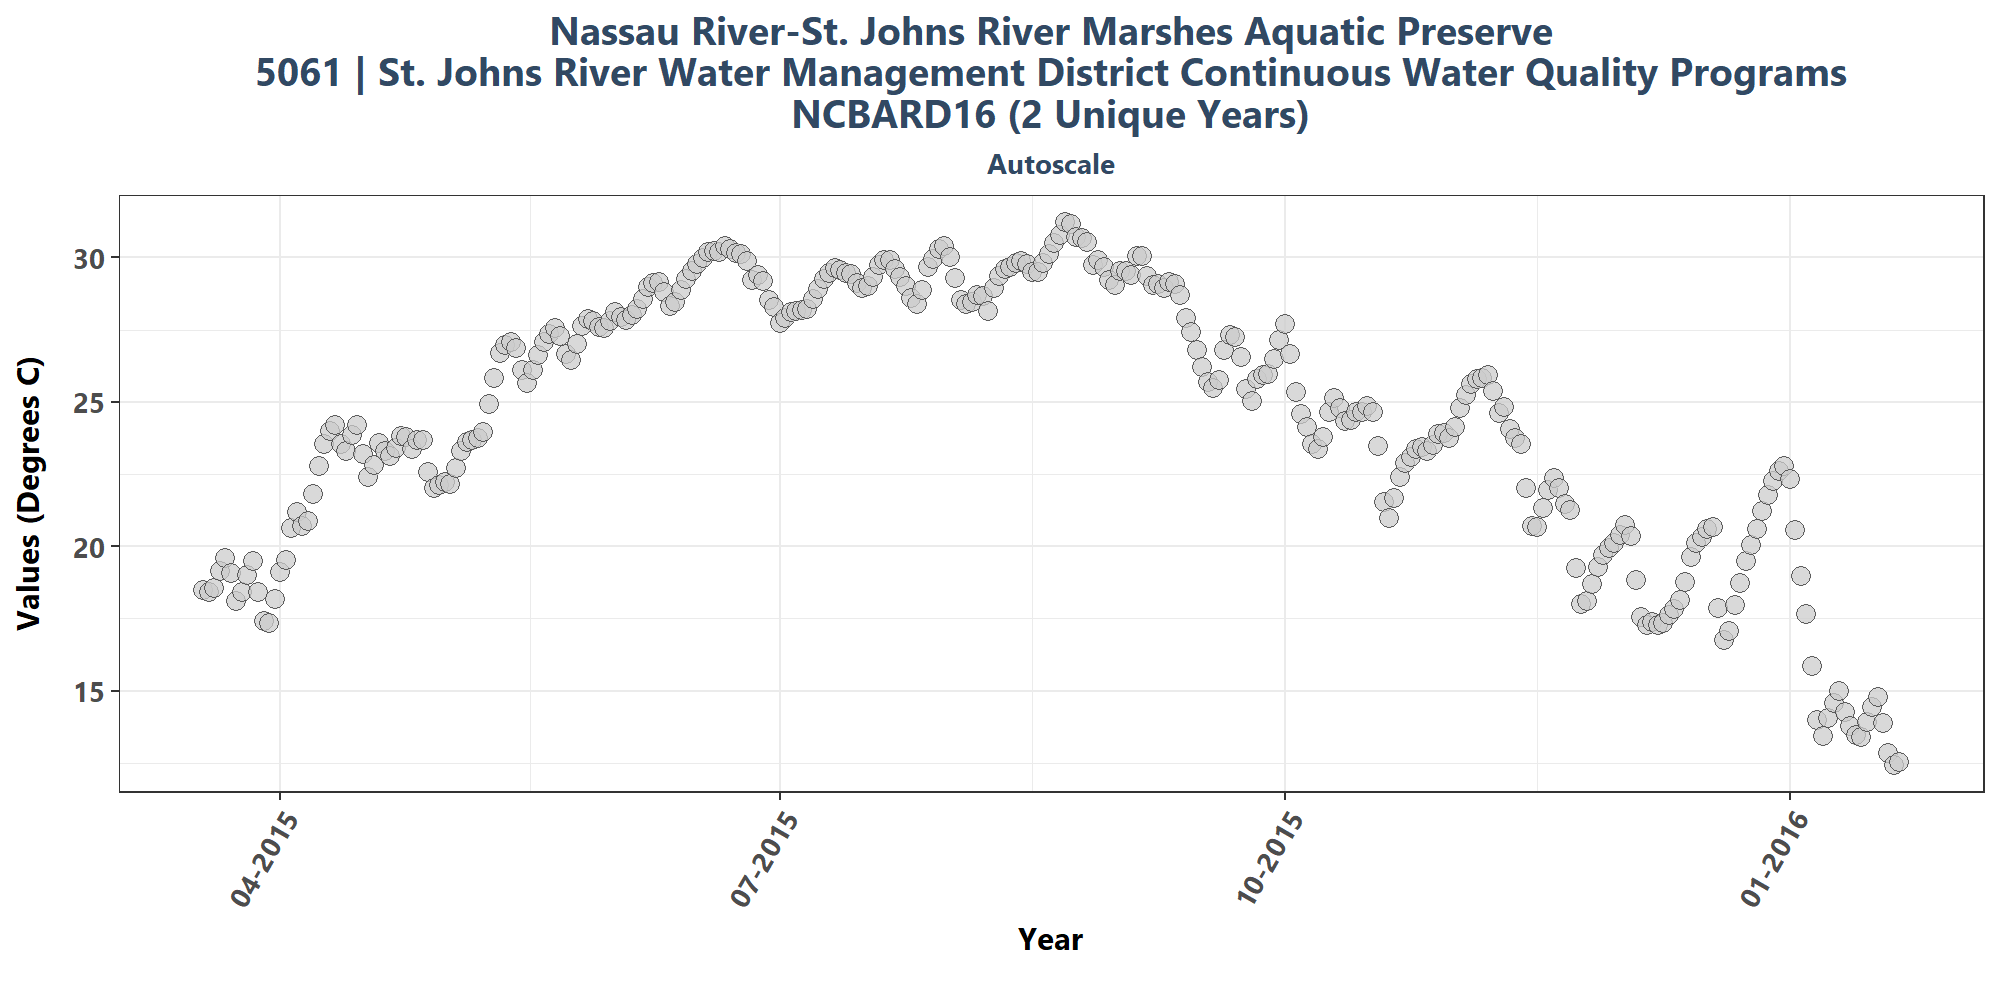 Nassau River-St. Johns River Marshes Aquatic Preserve
5061 | St. Johns River Water Management District Continuous Water Quality Programs
NCBARD16 (2 Unique Years)
Autoscale
Values (Degrees C)
30
25
20
15
04-2015
07-2015
10-2015
01-2016
Year